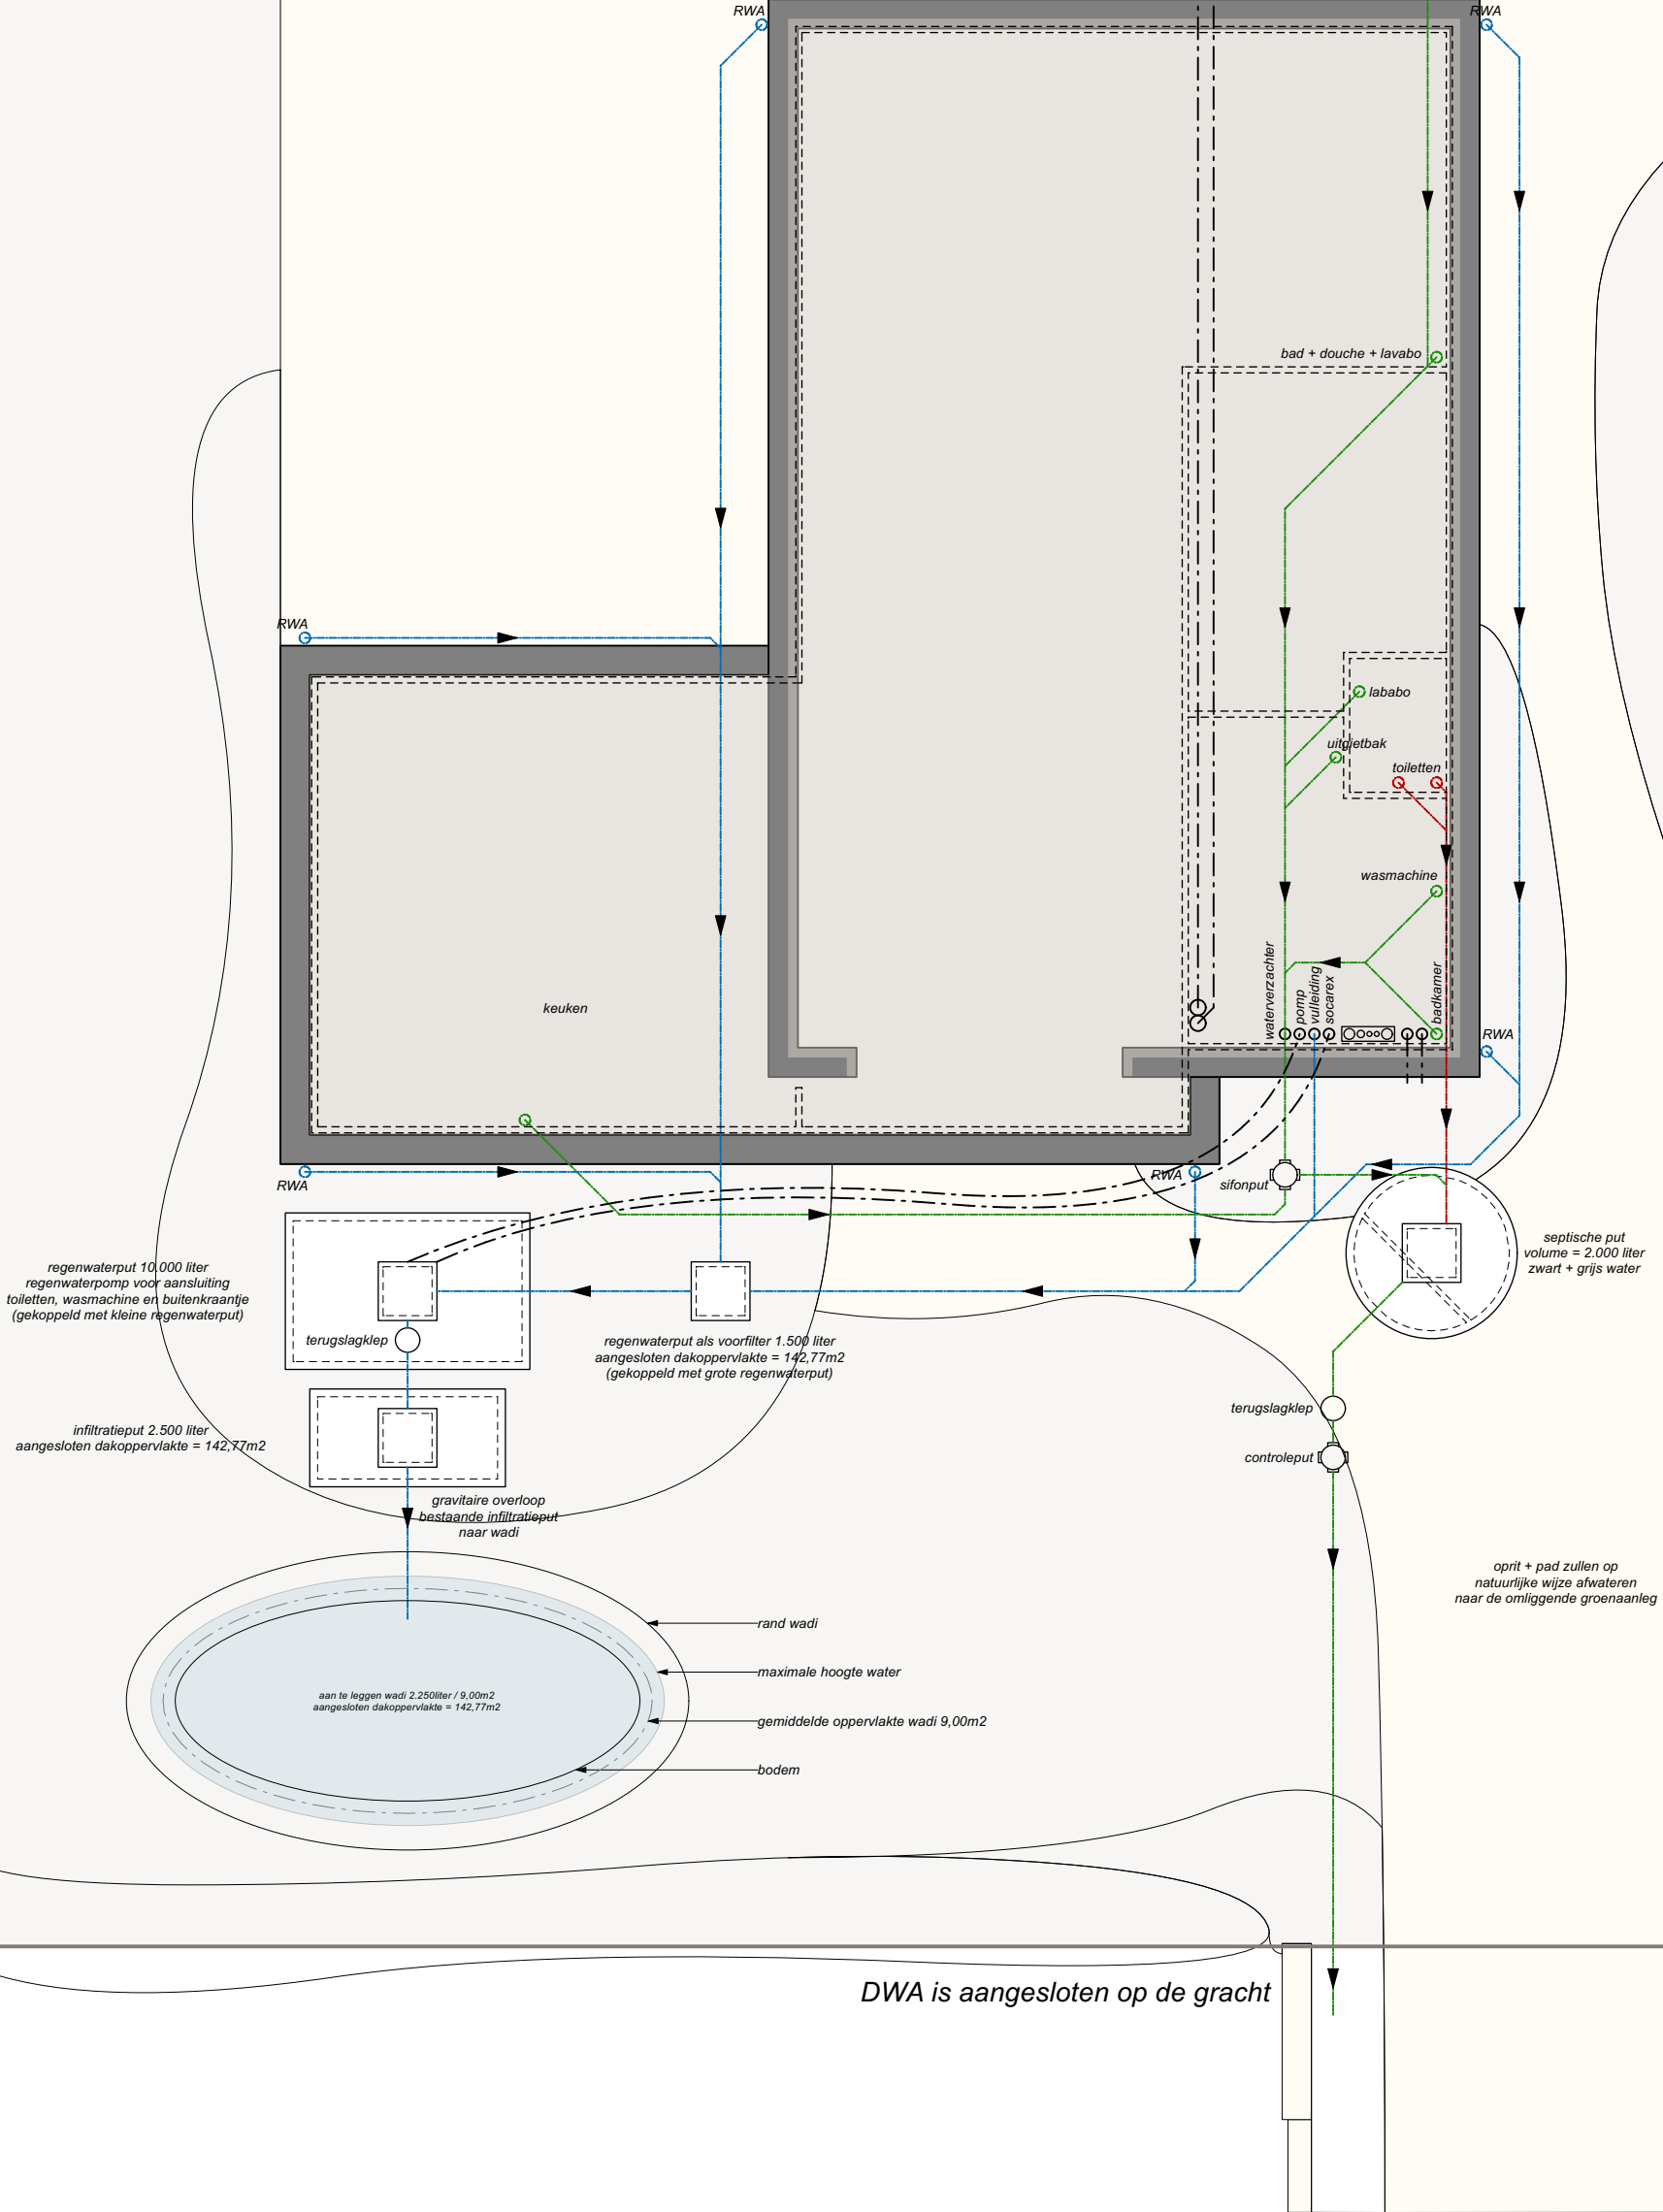 RWA
RWA
bad + douche + lavabo
RWA
lababo
uitgietbak
toiletten
wasmachine
waterverzachter
pomp
vulleiding
socarex
badkamer
keuken
RWA
RWA
RWA
sifonput
septische put
volume = 2.000 liter
zwart + grijs water
regenwaterput 10.000 liter
regenwaterpomp voor aansluiting
toiletten, wasmachine en buitenkraantje
(gekoppeld met kleine regenwaterput)
terugslagklep
regenwaterput als voorfilter 1.500 liter
aangesloten dakoppervlakte = 142,77m2
(gekoppeld met grote regenwaterput)
terugslagklep
infiltratieput 2.500 liter
aangesloten dakoppervlakte = 142,77m2
controleput
gravitaire overloop
bestaande infiltratieput
naar wadi
oprit + pad zullen op
natuurlijke wijze afwateren
naar de omliggende groenaanleg
rand wadi
maximale hoogte water
aan te leggen wadi 2.250liter / 9,00m2
aangesloten dakoppervlakte = 142,77m2
gemiddelde oppervlakte wadi 9,00m2
bodem
DWA is aangesloten op de gracht